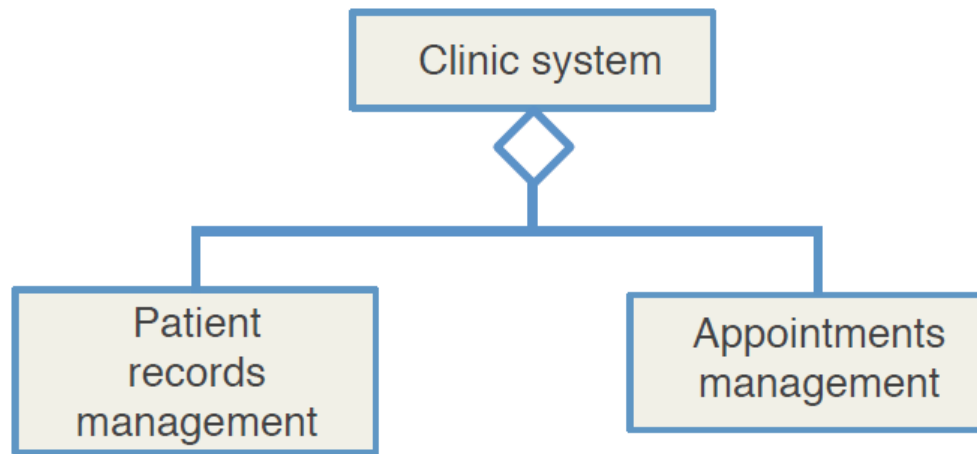 Clinic system
Patient
records
management
Appointments
management